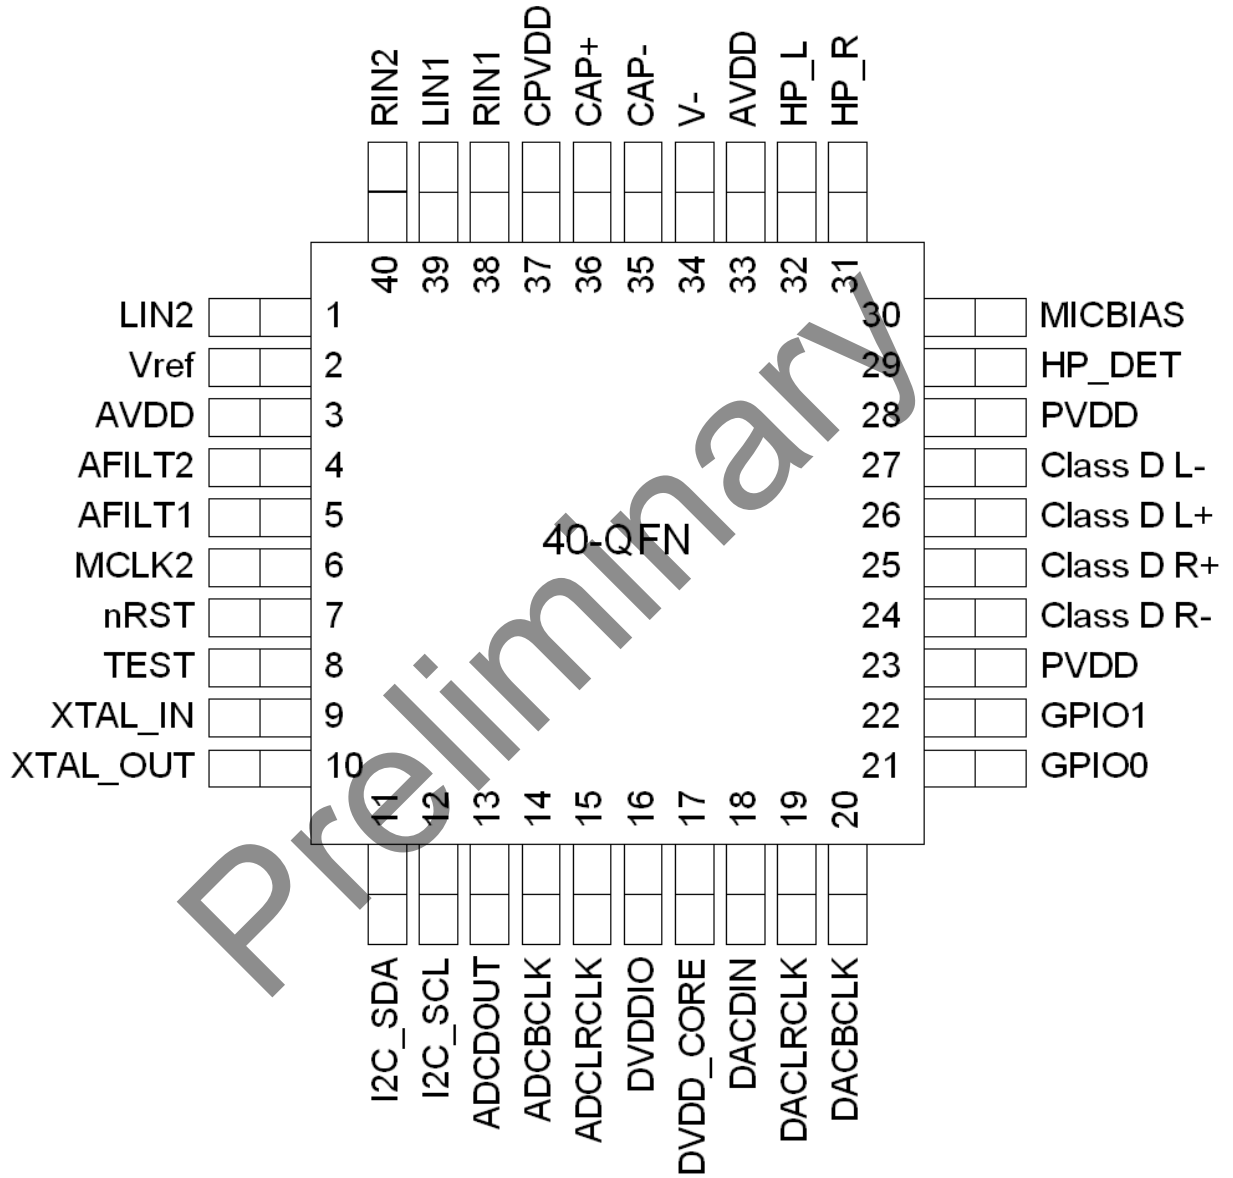 RIN2
LIN1
RIN1
CPVDD
CAP+
CAP-
V-
AVDD
HP_L
HP_R
40
39
38
37
36
35
34
33
32
31
LIN2 1
Vref 2
AVDD 3
AFILT2 4
AFILT1 5
MCLK2 6
nRST 7
TEST 8
XTAL_IN 9
XTAL_OUT 10
30 MICBIAS
29 HP_DET
28 PVDD
27 Class D L-
26 Class D L+
25 Class D R+
24 Class D R-
23 PVDD
22 GPIO1
21 GPIO0
40-QFN
Preliminary
11
12
13
14
15
16
17
18
19
20
I2C_SDA
I2C_SCL
ADCDOUT
ADCBCLK
ADCLRCLK
DVDDIO
DVDD_CORE
DACDIN
DACLRCLK
DACBCLK